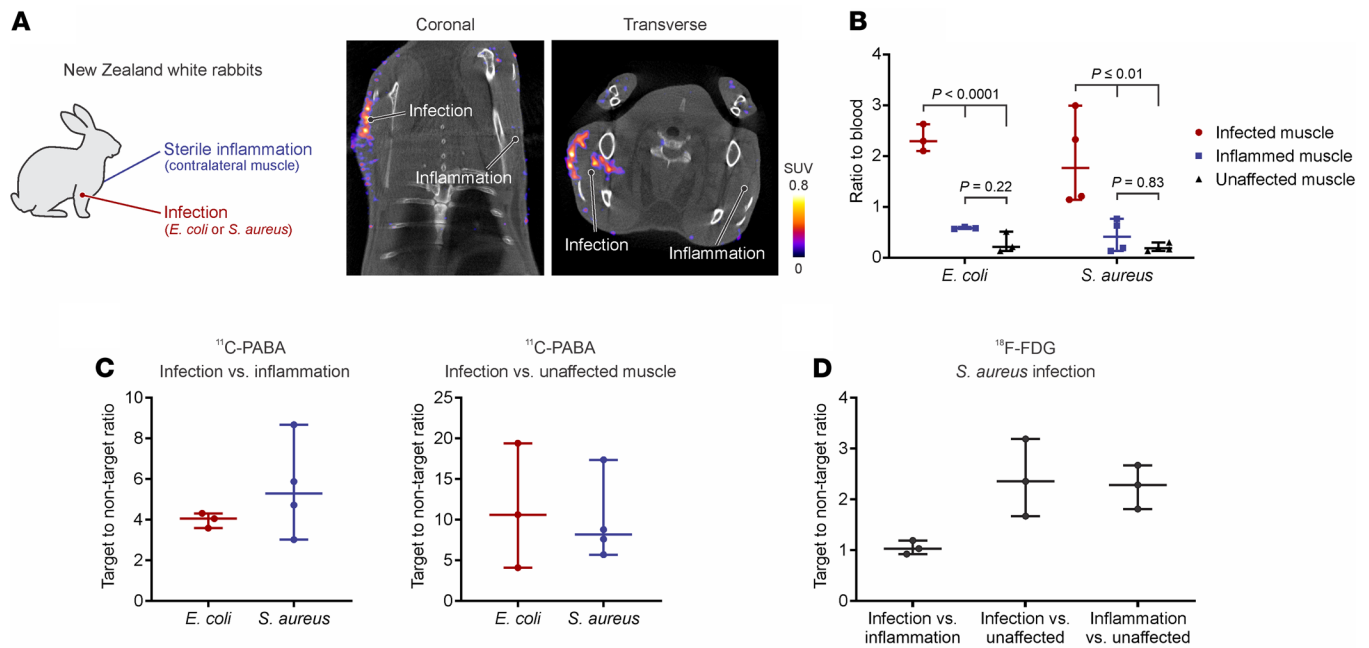 A
New Zealand white rabbits
Sterile inflammation
(contralateral muscle)
Infection
(E. coli or S. aureus)
Coronal
Infection
Inflammation
Transverse
Infection
Inflammation
SUV
0.8
0
B
Ratio to blood
4
3
2
1
0
P < 0.0001
P = 0.22
P ≤ 0.01
P = 0.83
E. coli
S. aureus
Infected muscle
Inflammed muscle
Unaffected muscle
C
11C-PABA
Infection vs. inflammation
Target to non-target ratio
10
8
6
4
2
0
E. coli
S. aureus
11C-PABA
Infection vs. unaffected muscle
Target to non-target ratio
25
20
15
10
5
0
E. coli
S. aureus
D
18F-FDG
S. aureus infection
Target to non-target ratio
4
3
2
1
0
Infection vs.
inflammation
Infection vs.
unaffected
Inflammation
vs. unaffected